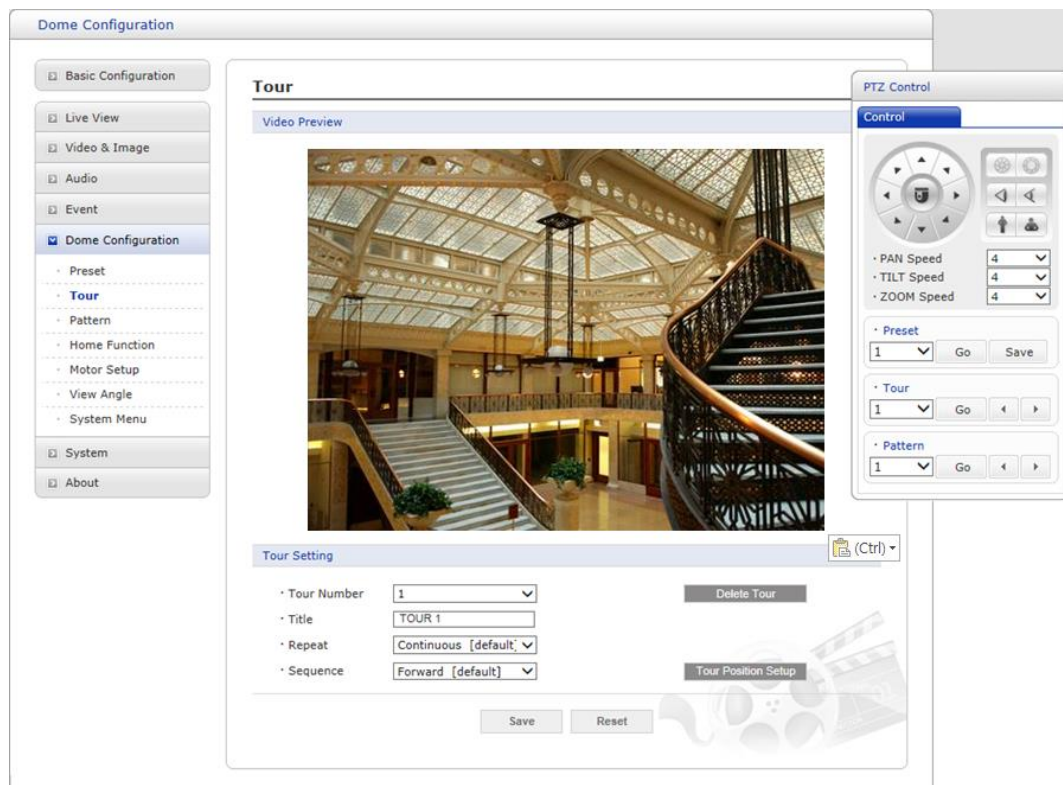 Dome Configuration
Basic Configuration
Live View
Video & Image
Audio
Event
Dome Configuration
· Preset
· Tour
· Pattern
· Home Function
· Motor Setup
· View Angle
· System Menu
System
About
Tour
Video Preview
Tour Setting
· Tour Number 1 Delete Tour
· Title TOUR 1
· Repeat Continuous [default]
· Sequence Forward [default] Tour Position Setup
Save Reset
(Ctrl)
PTZ Control
Control
· PAN Speed 4
· TILT Speed 4
· ZOOM Speed 4
· Preset
1 Go Save
· Tour
1 Go
· Pattern
1 Go